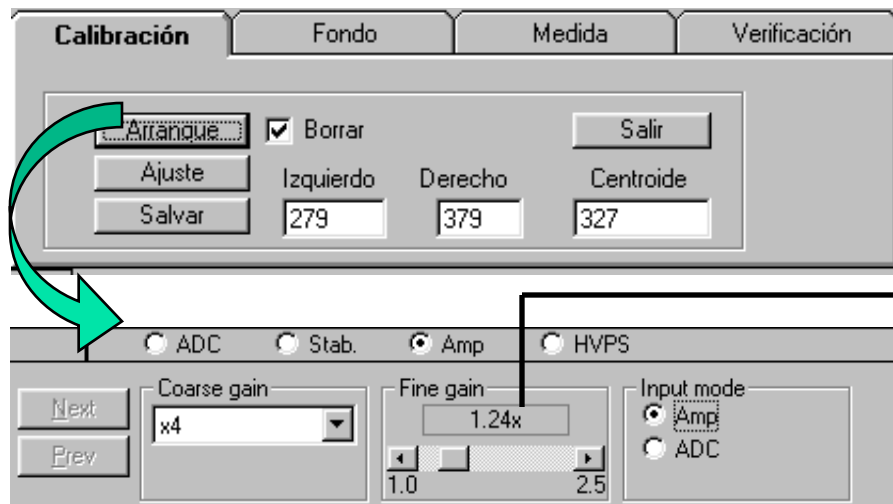 Calibración Fondo Medida Verificación
Arranque Borrar Salir
Ajuste Izquierdo Derecho Centroide
Salvar 279 379 327
ADC Stab. Amp HVPS
Coarse gain Fine gain Input mode
Next x4 1.24x Amp
Prev ADC
1.0 2.5